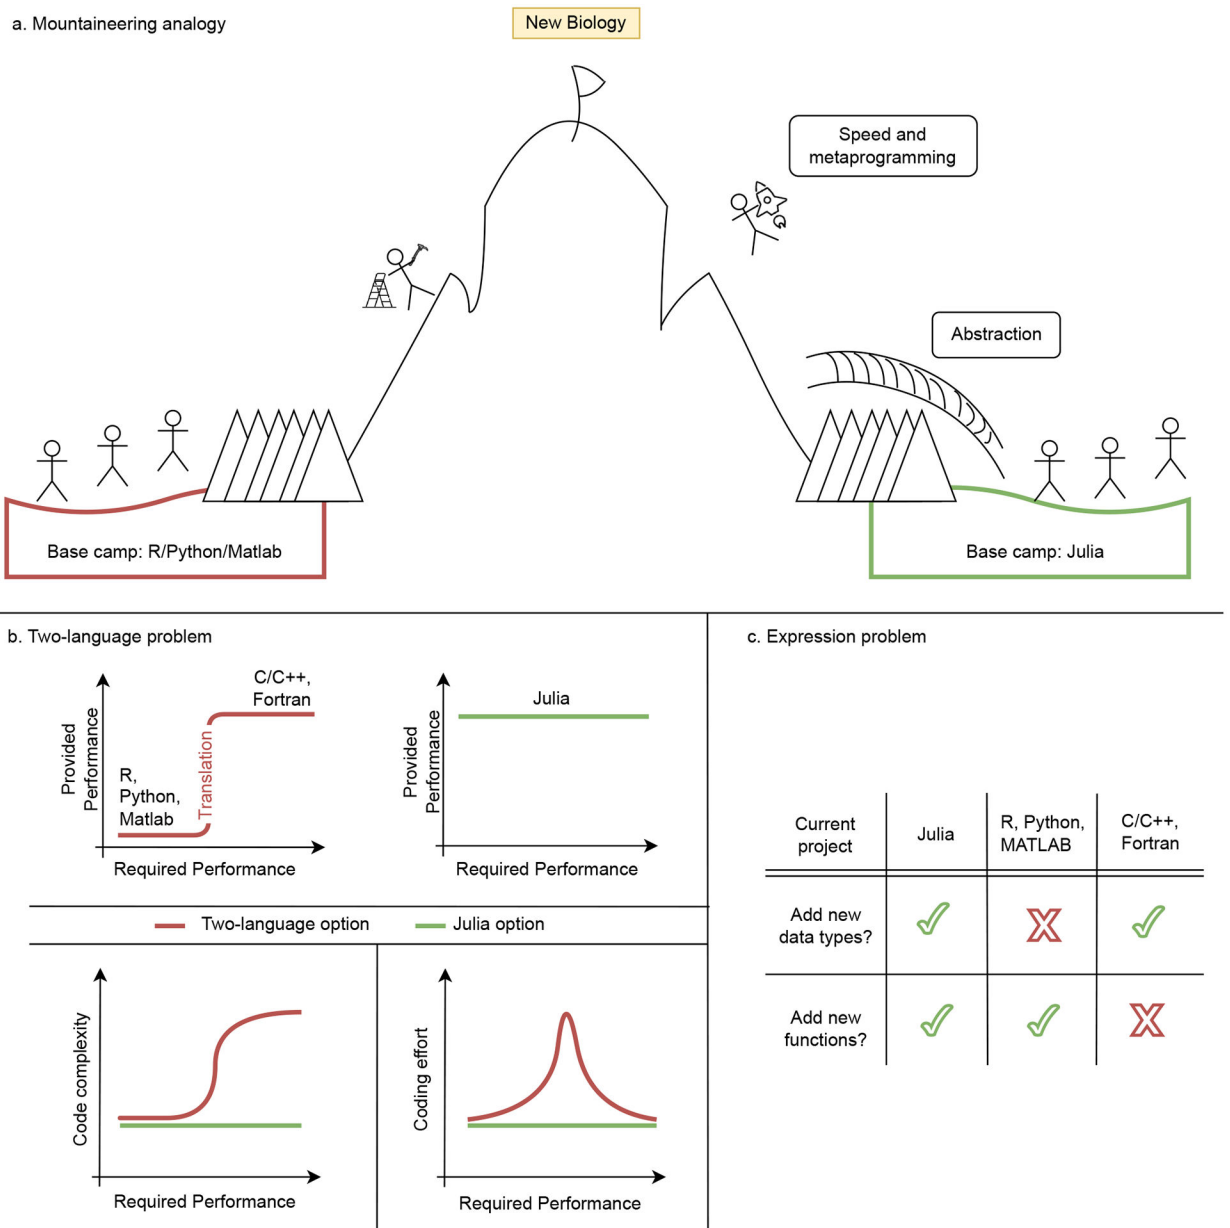 a. Mountaineering analogy
New Biology
Speed and
metaprogramming
Abstraction
Base camp: R/Python/Matlab
Base camp: Julia
b. Two-language problem
Provided
Performance
R,
Python,
Matlab
Translation
C/C++,
Fortran
Required Performance
Provided
Performance
Julia
Required Performance
Two-language option
Julia option
Code complexity
Required Performance
Coding effort
Required Performance
c. Expression problem
Current
project
Julia
R, Python,
MATLAB
C/C++,
Fortran
Add new
data types?
Add new
functions?